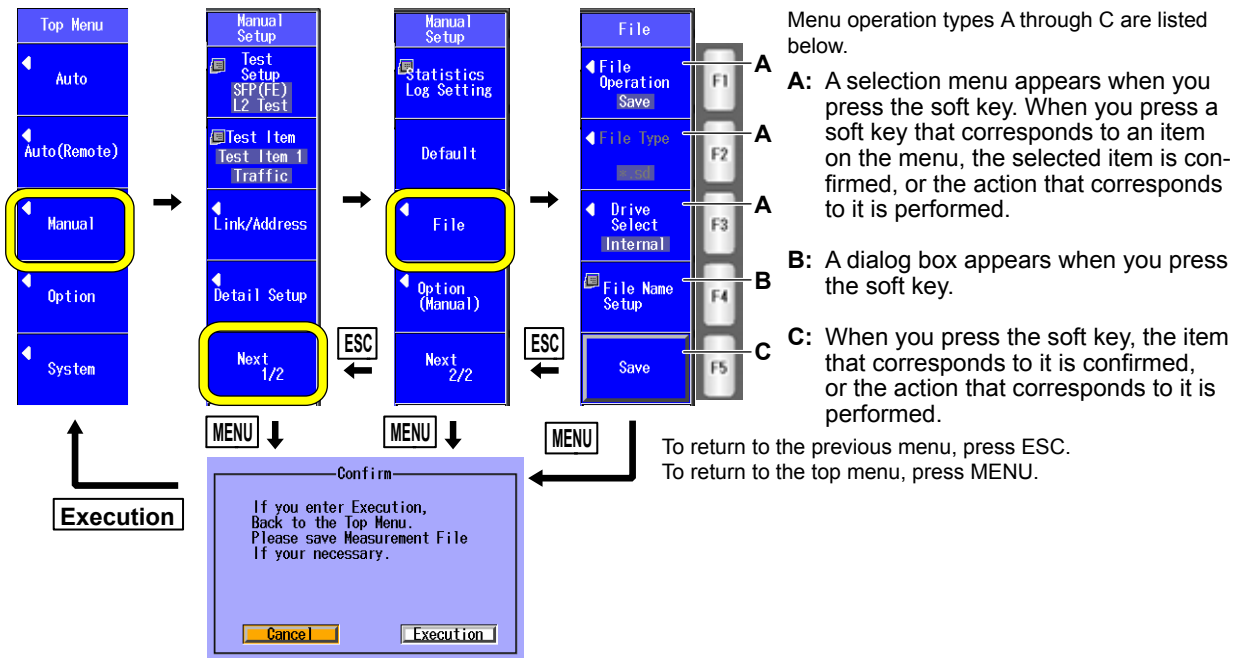 Top Menu
Auto
Auto(Remote)
Manual
Option
System
Manual
Setup
Test
Setup
SFP(FE)
L2 Test
Test Item
Test Item 1
Traffic
Link/Address
Detail Setup
Next
1/2
Manual
Setup
Statistics
Log Setting
Default
File
Option
(Manual)
Next
2/2
File
File
Operation
Save
File Type
*.sd
Drive
Select
Internal
File Name
Setup
Save
F1
F2
F3
F4
F5
A
A
A
B
C
ESC
ESC
MENU
MENU
MENU
Execution
Confirm
If you enter Execution,
Back to the Top Menu.
Please save Measurement File
If your necessary.
Cancel
Execution
Menu operation types A through C are listed
below.
A: A selection menu appears when you
press the soft key. When you press a
soft key that corresponds to an item
on the menu, the selected item is con-
firmed, or the action that corresponds
to it is performed.
B: A dialog box appears when you press
the soft key.
C: When you press the soft key, the item
that corresponds to it is confirmed,
or the action that corresponds to it is
performed.
To return to the previous menu, press ESC.
To return to the top menu, press MENU.